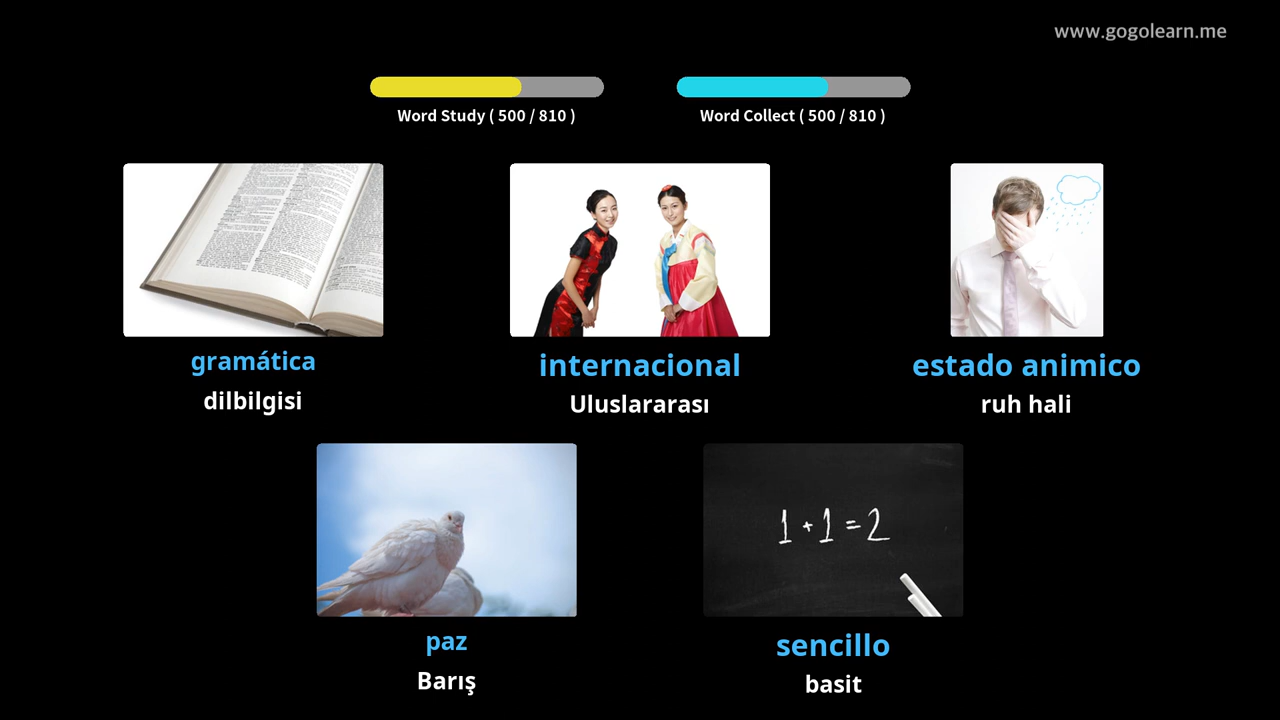 www.gogolearn.me
Word Study ( 500 / 810 )
Word Collect ( 500 / 810 )
gramática
dilbilgisi
internacional
Uluslararası
estado animico
ruh hali
1 + 1 = 2
paz
Barış
sencillo
basit